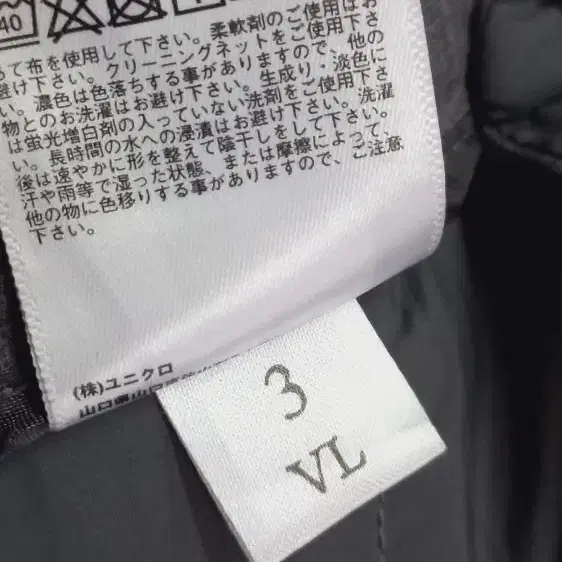 40
て布を使用して下さい。柔軟剤のご使用はお
避け下さい。クリーニングネットをご使用下さ
い。濃色は色落ちする事がありますので、他の
物とのお洗濯はお避け下さい。生成り、淡色に
は蛍光増白剤の入っていない洗剤をご使用下さ
い。長時間の水への浸漬はお避け下さい。洗濯
後は速やかに形を整えて陰干しをして下さい。
汗や雨等で湿った状態、または摩擦によって、
他の物に色移りする事がありますので、ご注意
下さい。
(株)ユニクロ
山口県山口市
3
VL